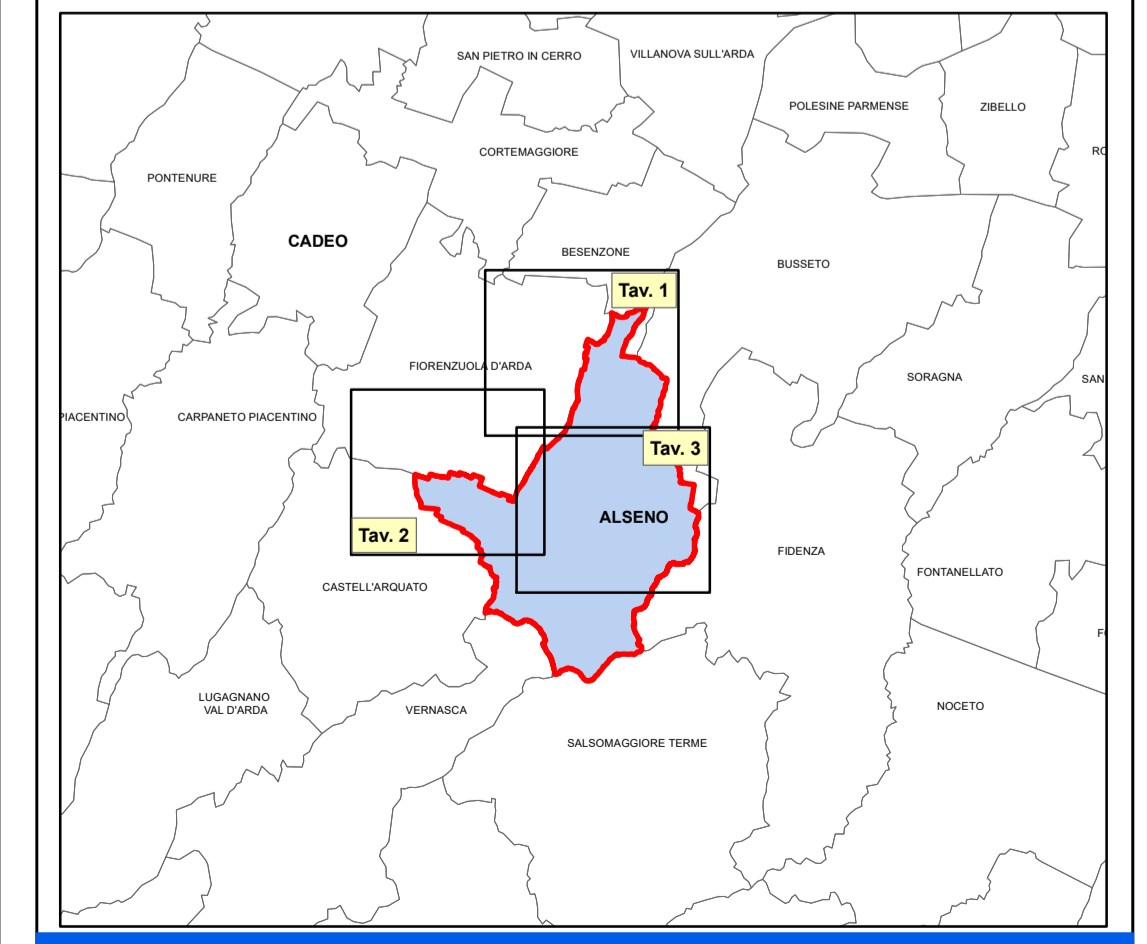 SAN PIETRO IN CERRO
VILLANOVA SULL'ARDA
POLESINE PARMENSE
ZIBELLO
CORTEMAGGIORE
RO
PONTENURE
CADEO
BESENZONE
BUSSETO
Tav. 1
FIORENZUOLA D'ARDA
SORAGNA
SAN
PIACENTINO
CARPANETO PIACENTINO
Tav. 3
ALSENO
Tav. 2
FIDENZA
FONTANELLATO
CASTELL'ARQUATO
F
LUGAGNANO
VAL D'ARDA
VERNASCA
NOCETO
SALSOMAGGIORE TERME